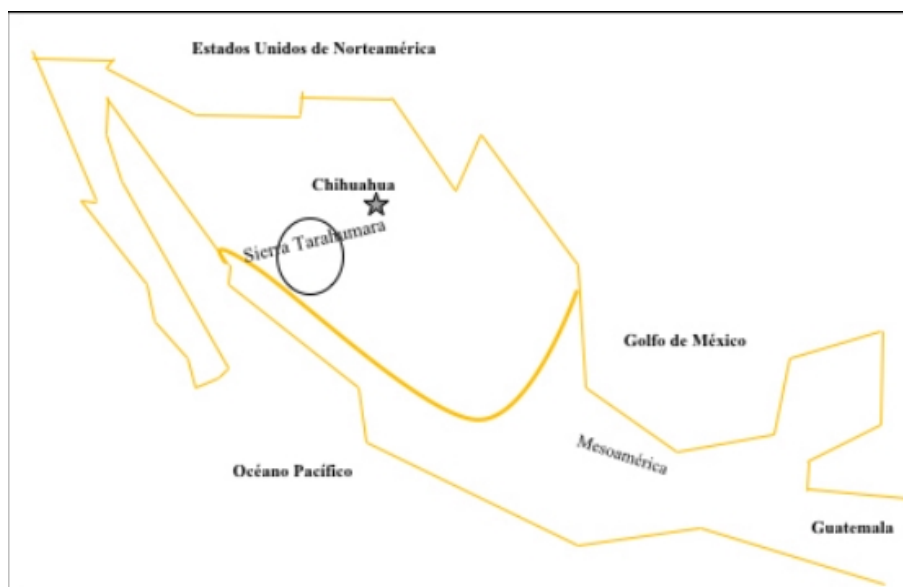 Estados Unidos de Norteamérica
Chihuahua
Sierra Tarahumara
Golfo de México
Mesoamérica
Océano Pacífico
Guatemala